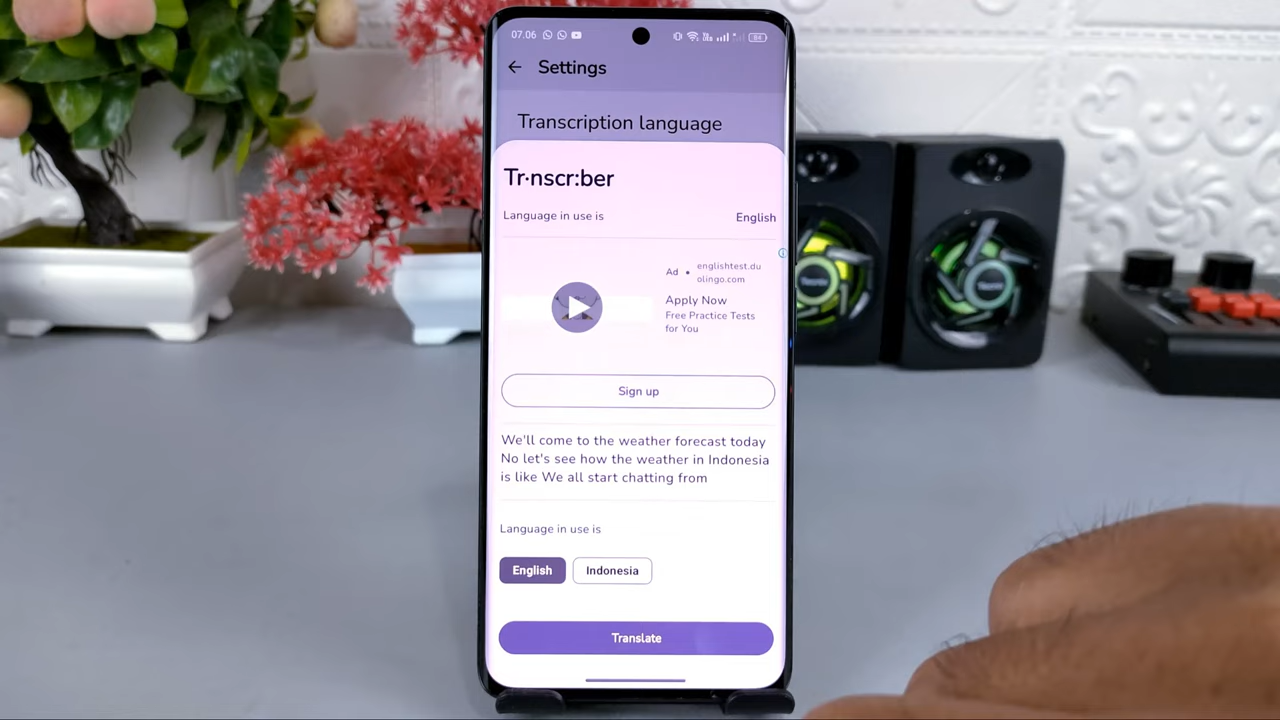 07.06
Settings
Transcription language
Tr·nscr:ber
Language in use is English
Ad • englishtest.du
olingo.com
Apply Now
Free Practice Tests
for You
Sign up
We'll come to the weather forecast today
No let's see how the weather in Indonesia
is like We all start chatting from
Language in use is
English Indonesia
Translate